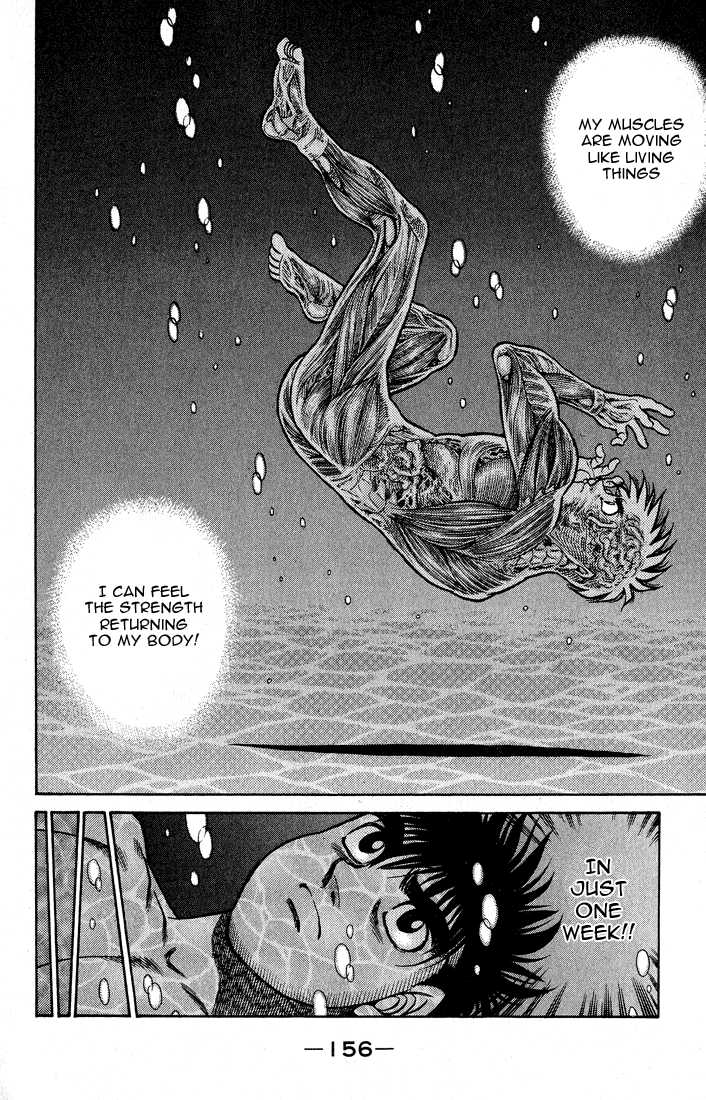 MY MUSCLES
ARE MOVING
LIKE LIVING
THINGS
I CAN FEEL
THE STRENGTH
RETURNING
TO MY BODY!
IN
JUST
ONE
WEEK!!
—156—